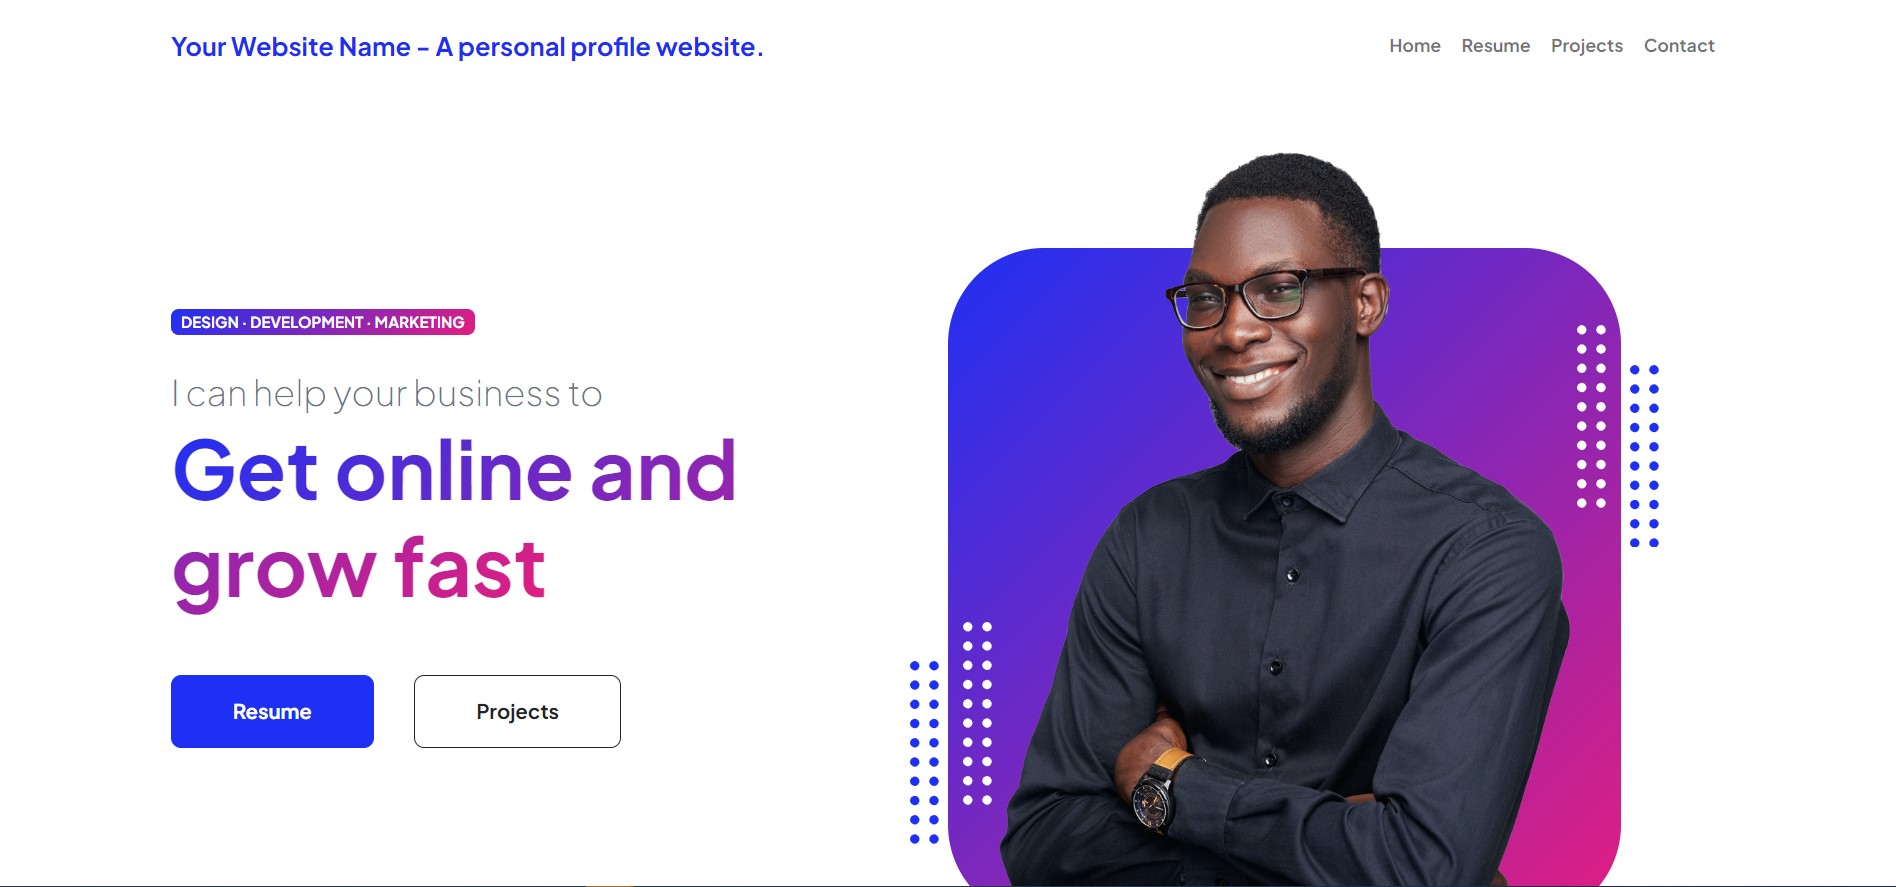 Your Website Name - A personal profile website.
Home Resume Projects Contact
DESIGN · DEVELOPMENT · MARKETING
I can help your business to
Get online and
grow fast
Resume Projects